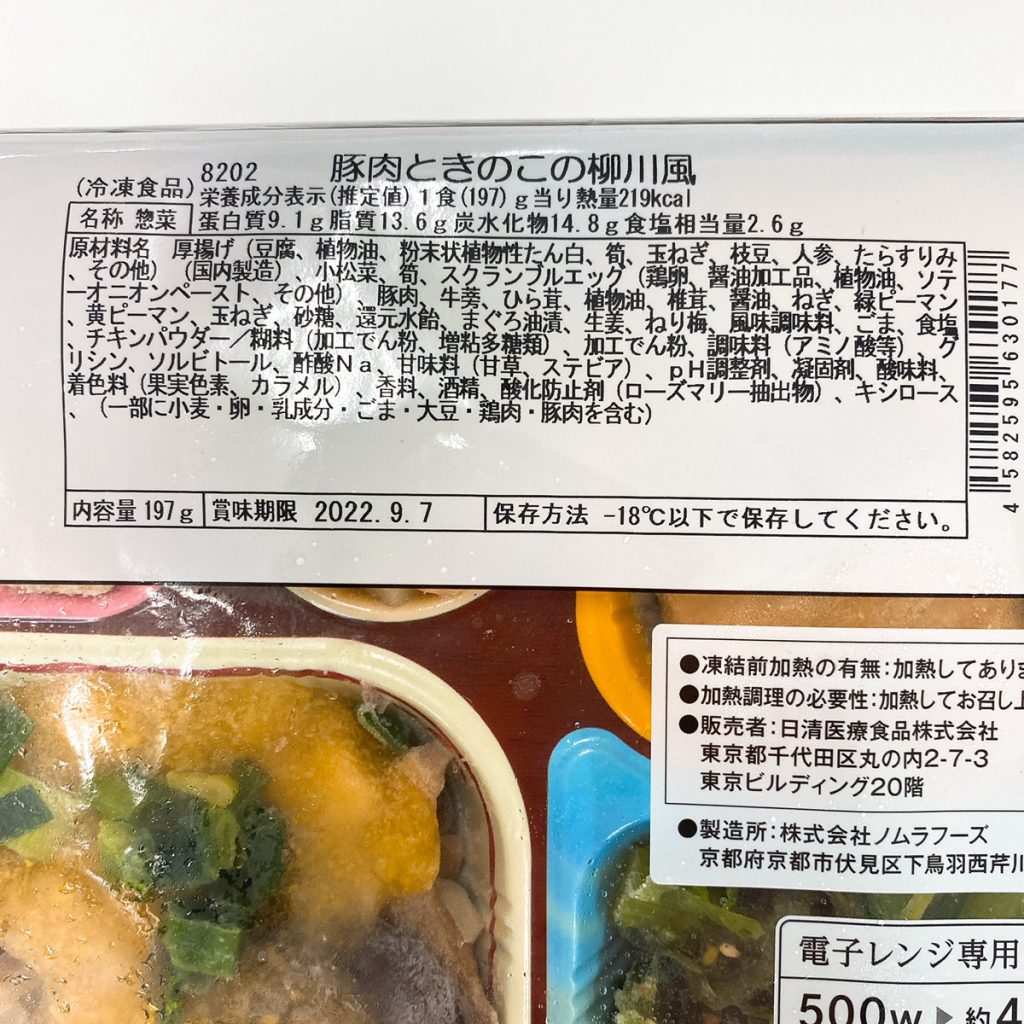 8202 豚肉ときのこの柳川風
(冷凍食品) 栄養成分表示(推定値)1食(197)g当り熱量219kcal
名称 惣菜 蛋白質9.1g脂質13.6g炭水化物14.8g食塩相当量2.6g
原材料名 厚揚げ(豆腐、植物油、粉末状植物性たん白、筍、玉ねぎ、枝豆、人参、たらすりみ
、その他)(国内製造)、小松菜、筍、スクランブルエッグ(鶏卵、醤油加工品、植物油、ソテ
ーオニオンペースト、その他)、豚肉、牛蒡、ひら茸、植物油、椎茸、醤油、ねぎ、緑ピーマン
、黄ピーマン、玉ねぎ、砂糖、還元水飴、まぐろ油漬、生姜、ねり梅、風味調味料、ごま、食塩
、チキンパウダー/糊料(加工でん粉、増粘多糖類)、加工でん粉、調味料(アミノ酸等)、グ
リシン、ソルビトール、酢酸Na、甘味料(甘草、ステビア)、pH調整剤、凝固剤、酸味料、
着色料(果実色素、カラメル)、香料、酒精、酸化防止剤(ローズマリー抽出物)、キシロース
、(一部に小麦・卵・乳成分・ごま・大豆・鶏肉・豚肉を含む)
内容量 197g 賞味期限 2022.9.7 保存方法 -18℃以下で保存してください。
4 582595 630177
●凍結前加熱の有無:加熱してありま
●加熱調理の必要性:加熱してお召し上
●販売者:日清医療食品株式会社
東京都千代田区丸の内2-7-3
東京ビルディング20階
●製造所:株式会社ノムラフーズ
京都府京都市伏見区下鳥羽西芹川
電子レンジ専用
500w▶約4